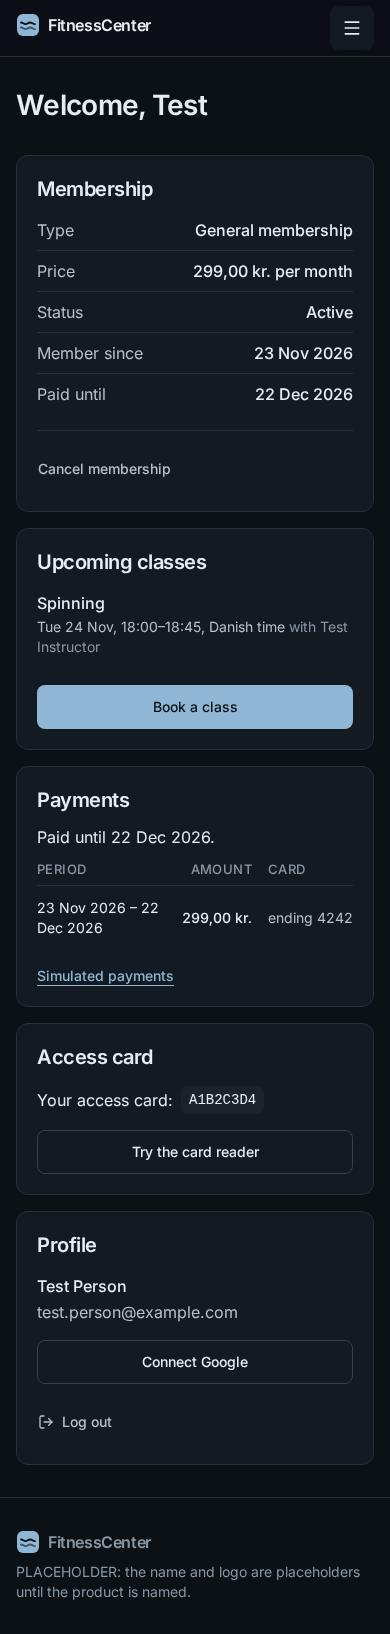 FitnessCenter
Welcome, Test
Membership
Type General membership
Price 299,00 kr. per month
Status Active
Member since 23 Nov 2026
Paid until 22 Dec 2026
Cancel membership
Upcoming classes
Spinning
Tue 24 Nov, 18:00–18:45, Danish time with Test
Instructor
Book a class
Payments
Paid until 22 Dec 2026.
PERIOD AMOUNT CARD
23 Nov 2026 – 22
Dec 2026 299,00 kr. ending 4242
Simulated payments
Access card
Your access card: A1B2C3D4
Try the card reader
Profile
Test Person
test.person@example.com
Connect Google
Log out
FitnessCenter
PLACEHOLDER: the name and logo are placeholders
until the product is named.